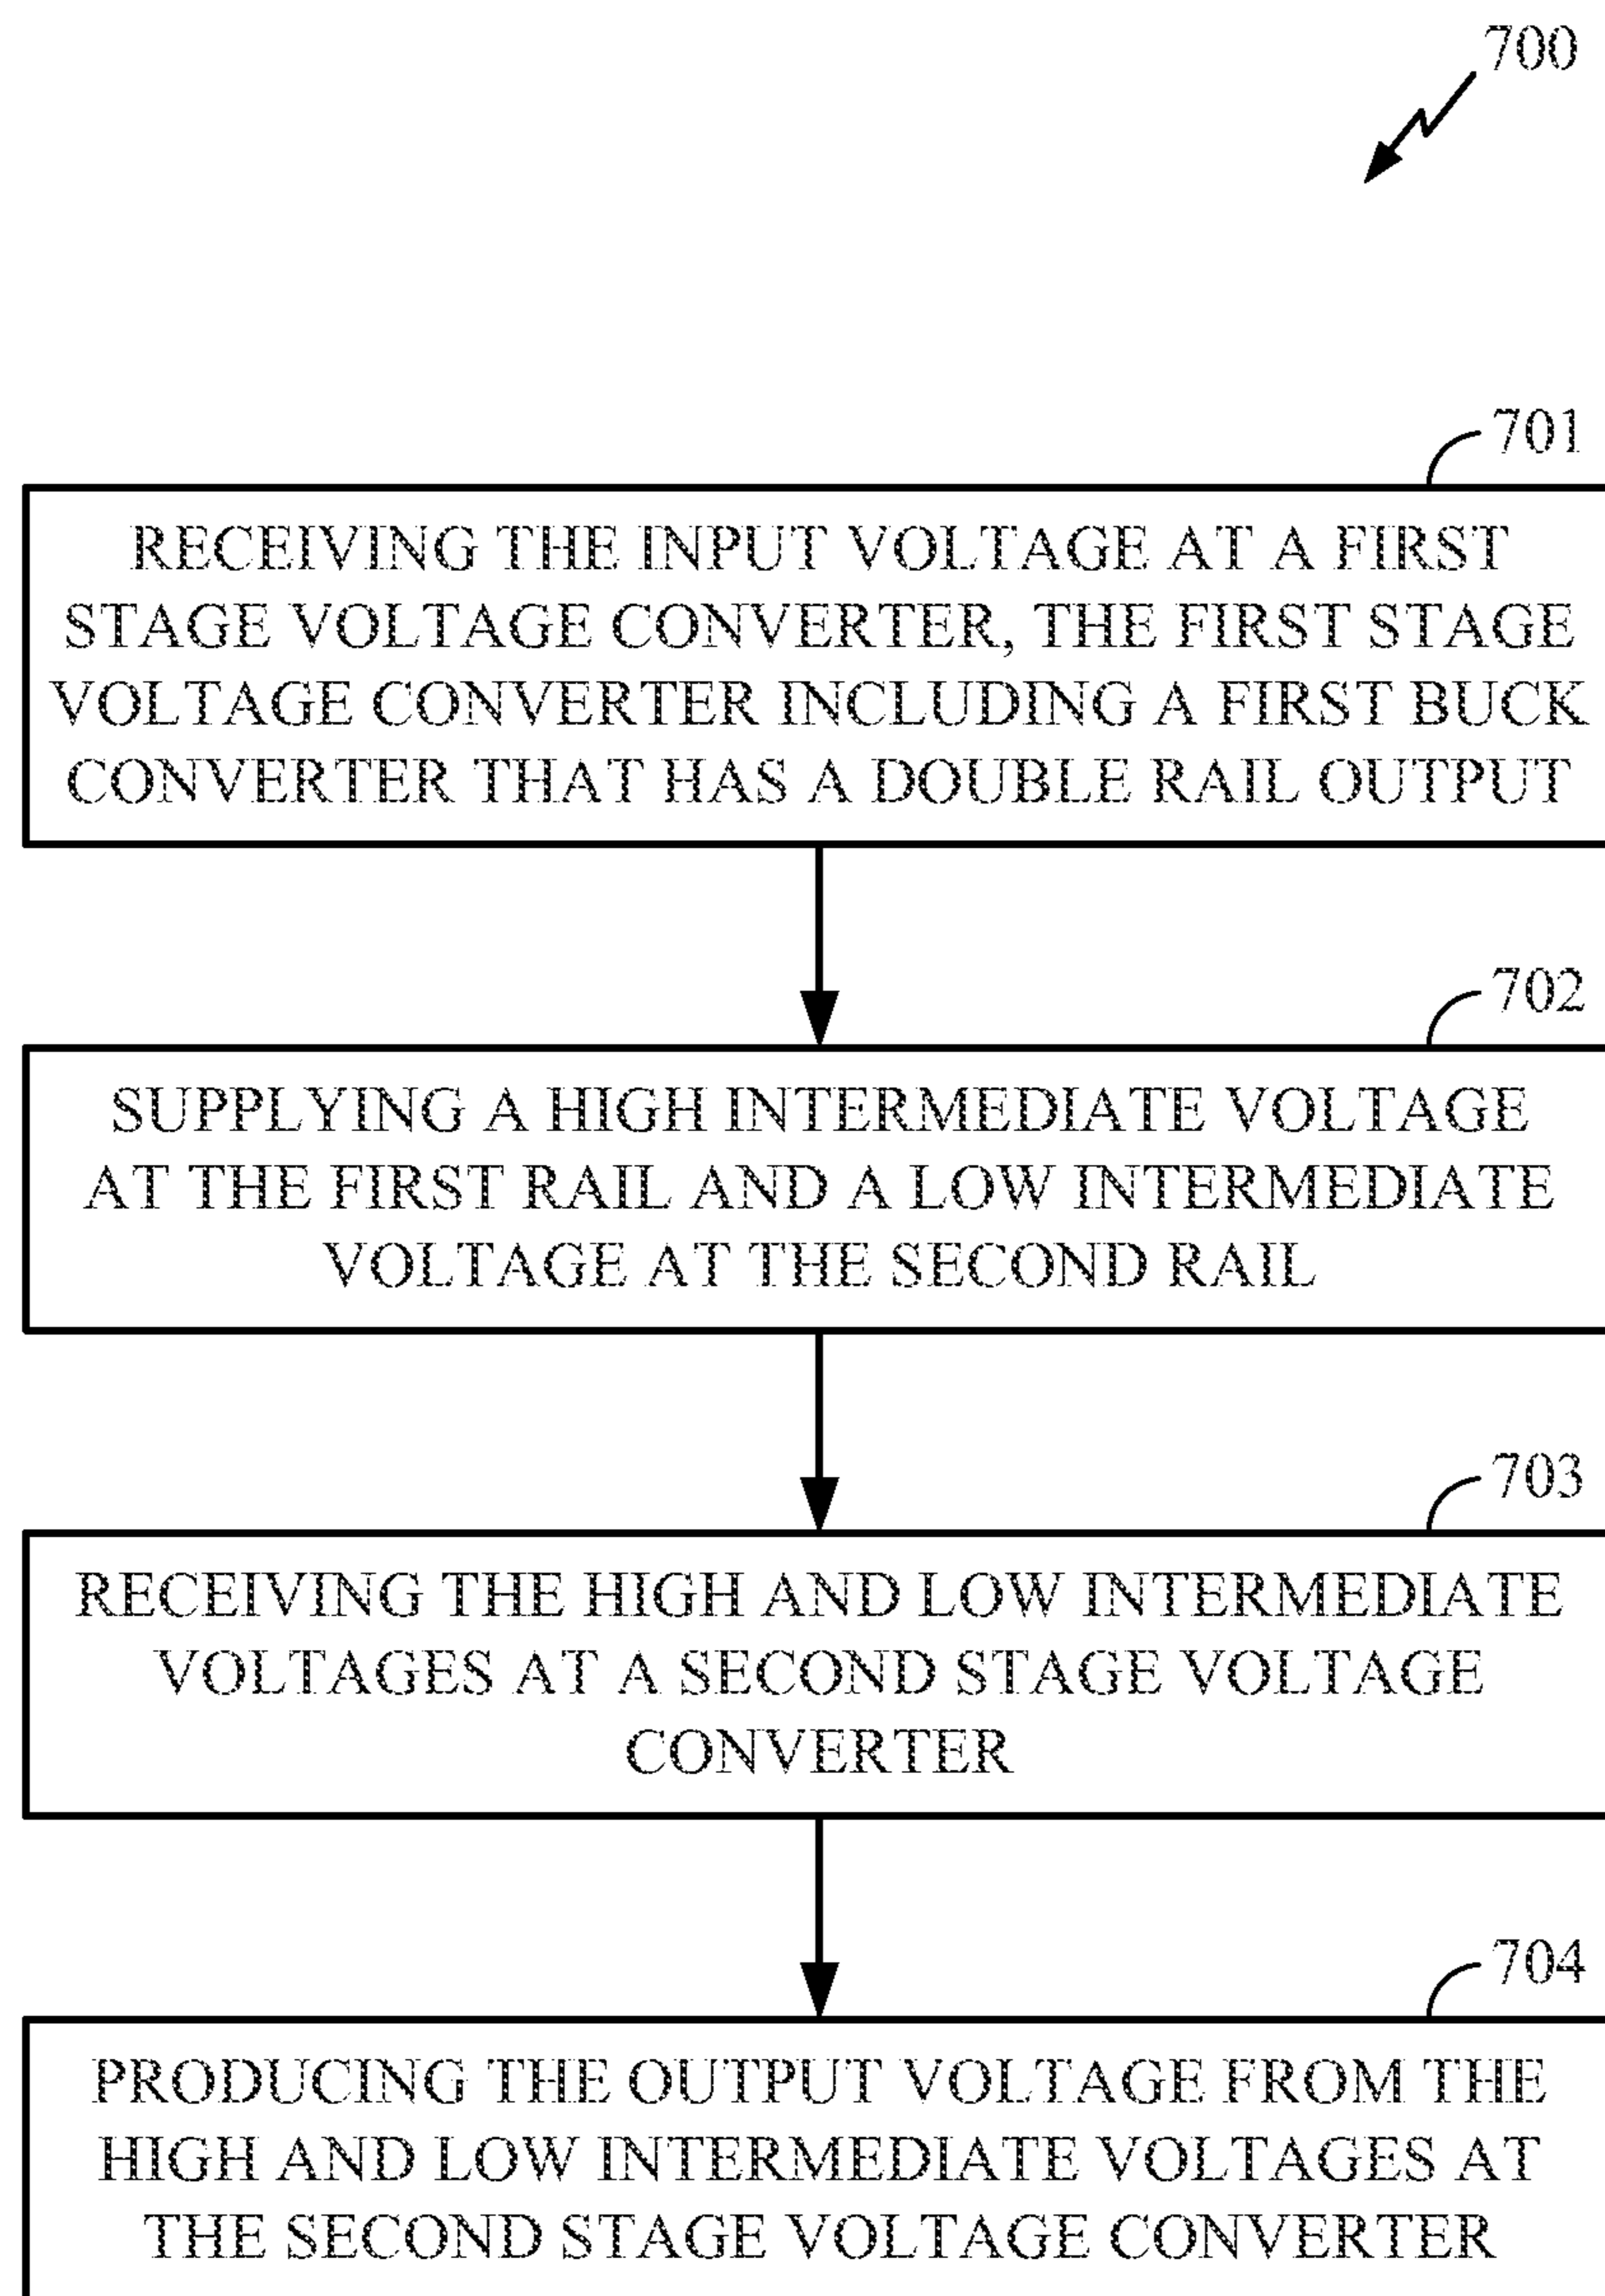 700
701
RECEIVING THE INPUT VOLTAGE AT A FIRST
STAGE VOLTAGE CONVERTER, THE FIRST STAGE
VOLTAGE CONVERTER INCLUDING A FIRST BUCK
CONVERTER THAT HAS A DOUBLE RAIL OUTPUT
702
SUPPLYING A HIGH INTERMEDIATE VOLTAGE
AT THE FIRST RAIL AND A LOW INTERMEDIATE
VOLTAGE AT THE SECOND RAIL
703
RECEIVING THE HIGH AND LOW INTERMEDIATE
VOLTAGES AT A SECOND STAGE VOLTAGE
CONVERTER
704
PRODUCING THE OUTPUT VOLTAGE FROM THE
HIGH AND LOW INTERMEDIATE VOLTAGES AT
THE SECOND STAGE VOLTAGE CONVERTER